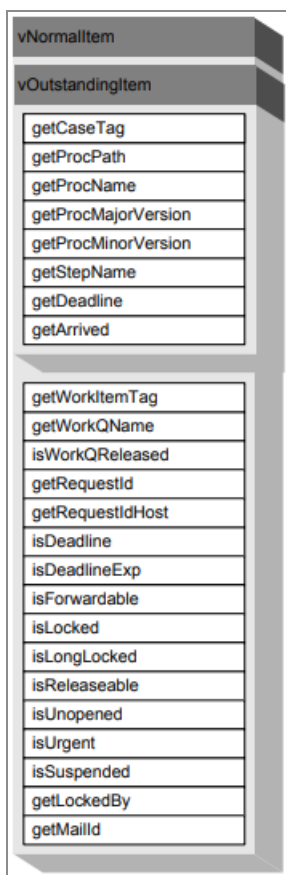 vNormalItem
vOutstandingItem
getCaseTag
getProcPath
getProcName
getProcMajorVersion
getProcMinorVersion
getStepName
getDeadline
getArrived
getWorkItemTag
getWorkQName
isWorkQReleased
getRequestId
getRequestIdHost
isDeadline
isDeadlineExp
isForwardable
isLocked
isLongLocked
isReleaseable
isUnopened
isUrgent
isSuspended
getLockedBy
getMailId